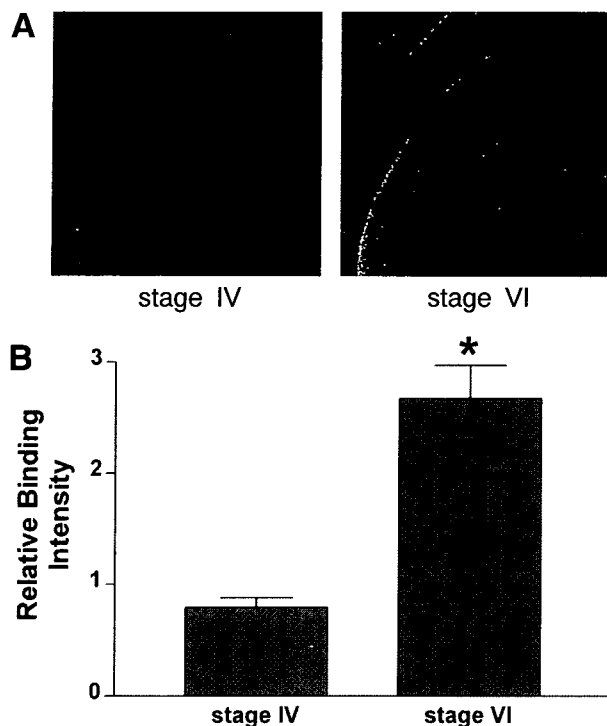 A
stage IV
stage VI
B
3
*
2
1
0
Relative Binding
Intensity
stage IV
stage VI